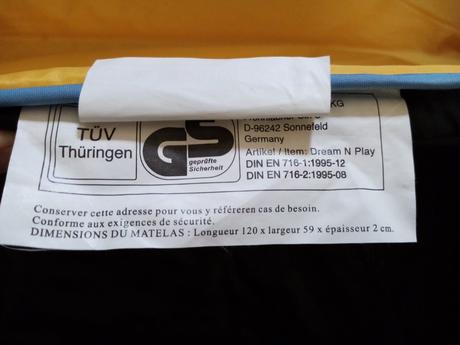 KG
D-96242 Sonnefeld
Germany
TÜV
Thüringen
GS
geprüfte
Sicherheit
Artikel / Item: Dream N Play
DIN EN 716-1:1995-12
DIN EN 716-2:1995-08
Conserver cette adresse pour vous y référeren cas de besoin.
Conforme aux exigences de sécurité.
DIMENSIONS DU MATELAS : Longueur 120 x largeur 59 x épaisseur 2 cm.